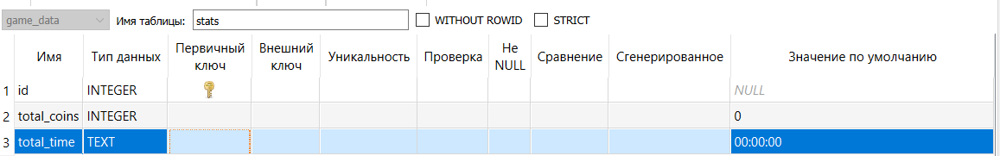 game_data Имя таблицы: stats WITHOUT ROWID STRICT
Имя Тип данных Первичный ключ Внешний ключ Уникальность Проверка Не NULL Сравнение Сгенерированное Значение по умолчанию
1 id INTEGER NULL
2 total_coins INTEGER 0
3 total_time TEXT 00:00:00